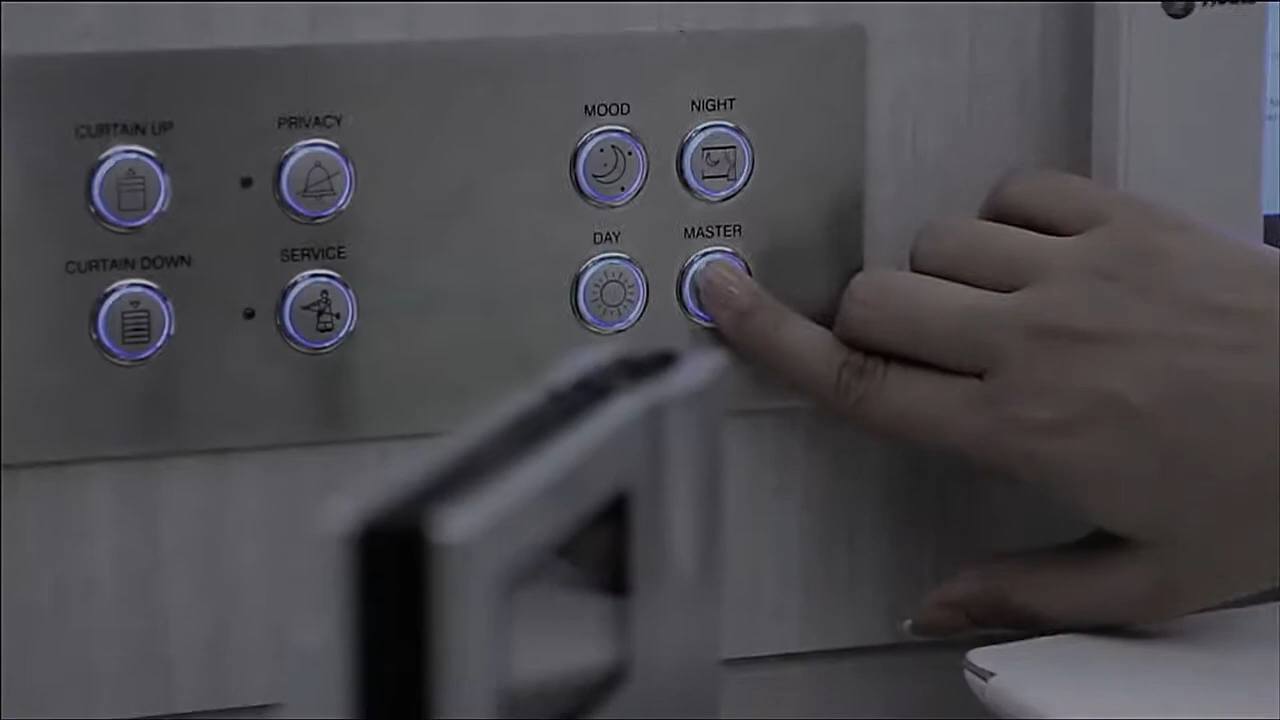 CURTAIN UP
PRIVACY
MOOD
NIGHT
CURTAIN DOWN
SERVICE
DAY
MASTER